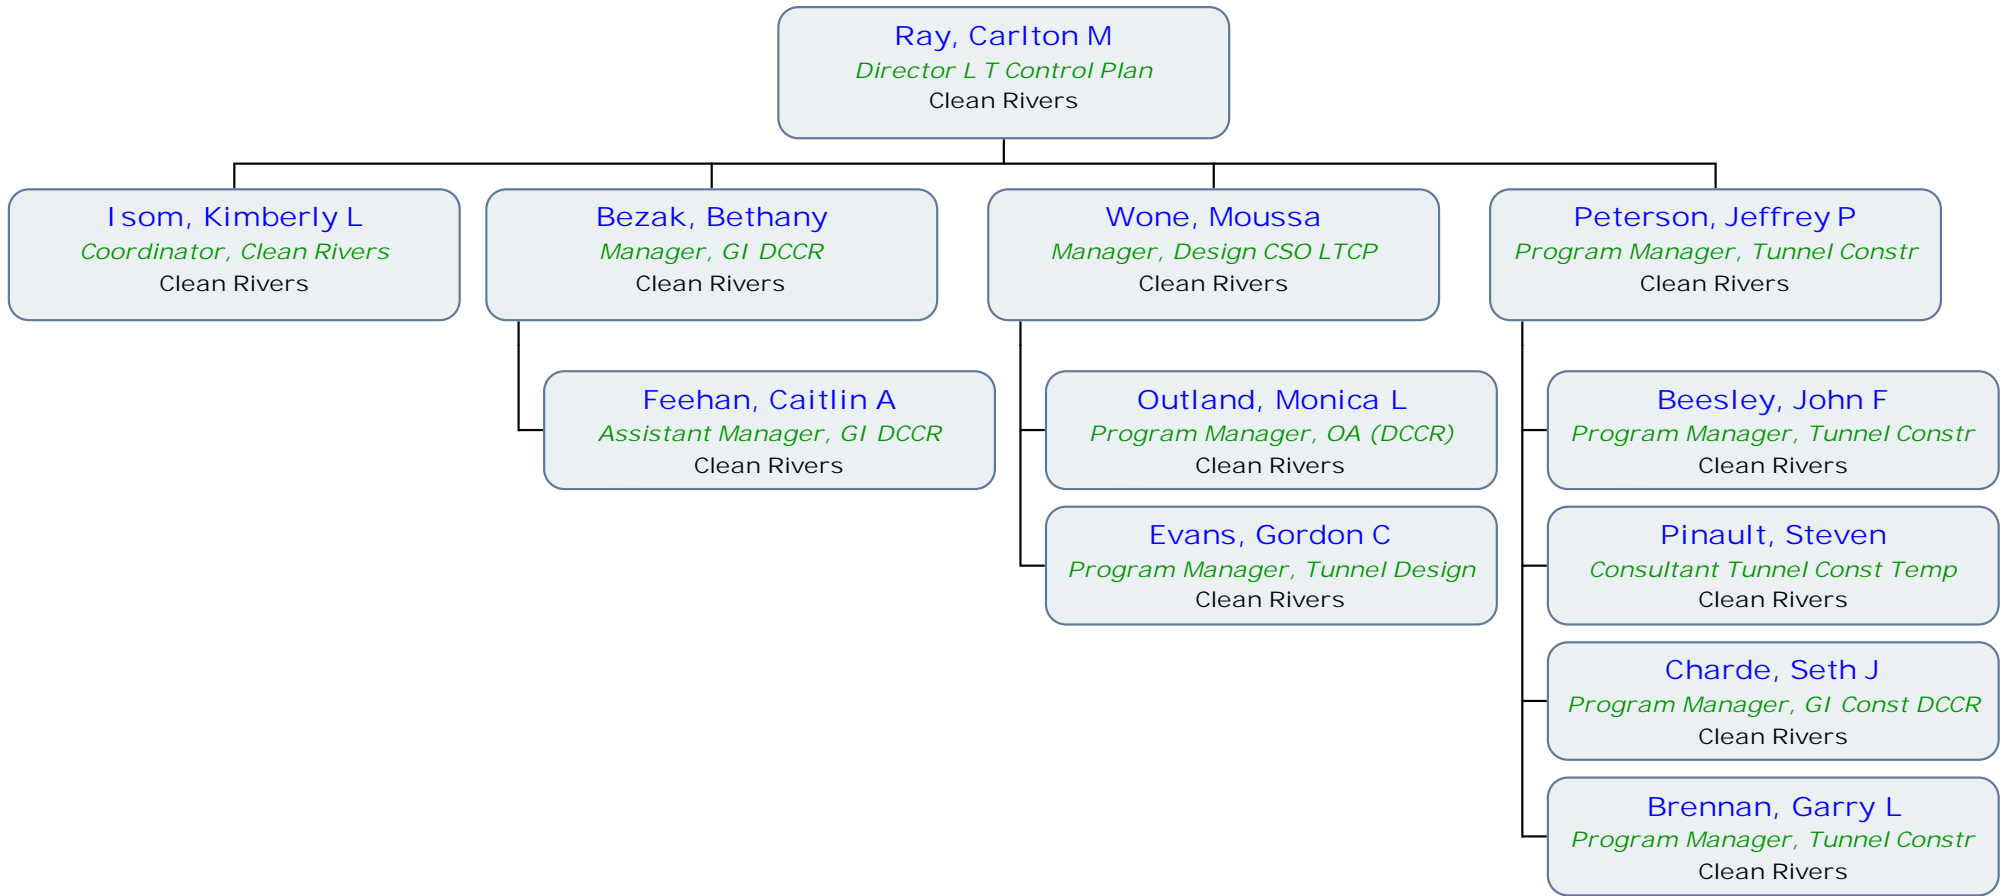 Ray, Carlton M
Director L T Control Plan
Clean Rivers
Isom, Kimberly L
Coordinator, Clean Rivers
Clean Rivers
Bezak, Bethany
Manager, GI DCCR
Clean Rivers
Wone, Moussa
Manager, Design CSO LTCP
Clean Rivers
Peterson, Jeffrey P
Program Manager, Tunnel Constr
Clean Rivers
Feehan, Caitlin A
Assistant Manager, GI DCCR
Clean Rivers
Outland, Monica L
Program Manager, OA (DCCR)
Clean Rivers
Evans, Gordon C
Program Manager, Tunnel Design
Clean Rivers
Beesley, John F
Program Manager, Tunnel Constr
Clean Rivers
Pinault, Steven
Consultant Tunnel Const Temp
Clean Rivers
Charde, Seth J
Program Manager, GI Const DCCR
Clean Rivers
Brennan, Garry L
Program Manager, Tunnel Constr
Clean Rivers